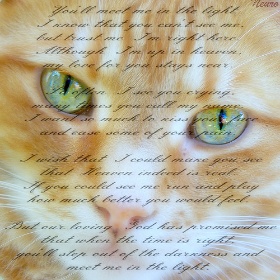 Neuro
You'll meet me in the light,
I know that you can't see me,
but trust me I'm right here
Although I'm up in heaven,
my love for you stays near.
So often I see you crying,
many times you call my name,
I want so much to kiss your face
and ease some of your pain.
I wish that I could make you see
that Heaven indeed is real.
If you could see me run and play
how much better you would feel.
But our loving God has promised me
that when the time is right,
you'll step out of the darkness and
meet me in the light.